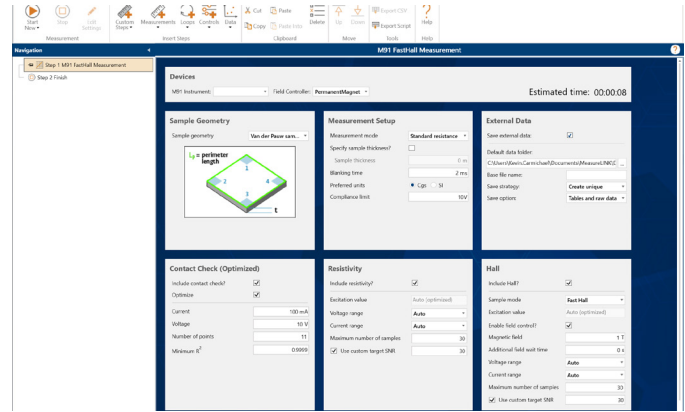 Start New
Stop
Edit Settings
Custom Steps
Measurements
Loops
Controls
Data
Cut
Copy
Paste
Paste Into
Delete
Up
Down
Export CSV
Export Script
Help
Measurement
Insert Steps
Clipboard
Move
Tools
Help
Navigation
M91 FastHall Measurement
?
Step 1 M91 FastHall Measurement
Step 2 Finish
Devices
M91 Instrument:
Field Controller: PermanentMagnet
Estimated time: 00:00:08
Sample Geometry
Sample geometry Van der Pauw sam...
Lp = perimeter length
1
2
3
4
t
Measurement Setup
Measurement mode Standard resistance
Specify sample thickness?
Sample thickness 0 m
Blanking time 2 ms
Preferred units Cgs SI
Compliance limit 10V
External Data
Save external data:
Default data folder:
C:\Users\Kevin.Carmichael\Documents\MeasureLINK\D ...
Base file name:
Save strategy: Create unique
Save option: Tables and raw data
Contact Check (Optimized)
Include contact check?
Optimize
Current 100 mA
Voltage 10 V
Number of points 11
Minimum R2 0.9999
Resistivity
Include resistivity?
Excitation value Auto (optimized)
Voltage range Auto
Current range Auto
Maximum number of samples 30
Use custom target SNR 30
Hall
Include Hall?
Sample mode Fast Hall
Excitation value Auto (optimized)
Enable field control?
Magnetic field 1 T
Additional field wait time 0 s
Voltage range Auto
Current range Auto
Maximum number of samples 30
Use custom target SNR 30